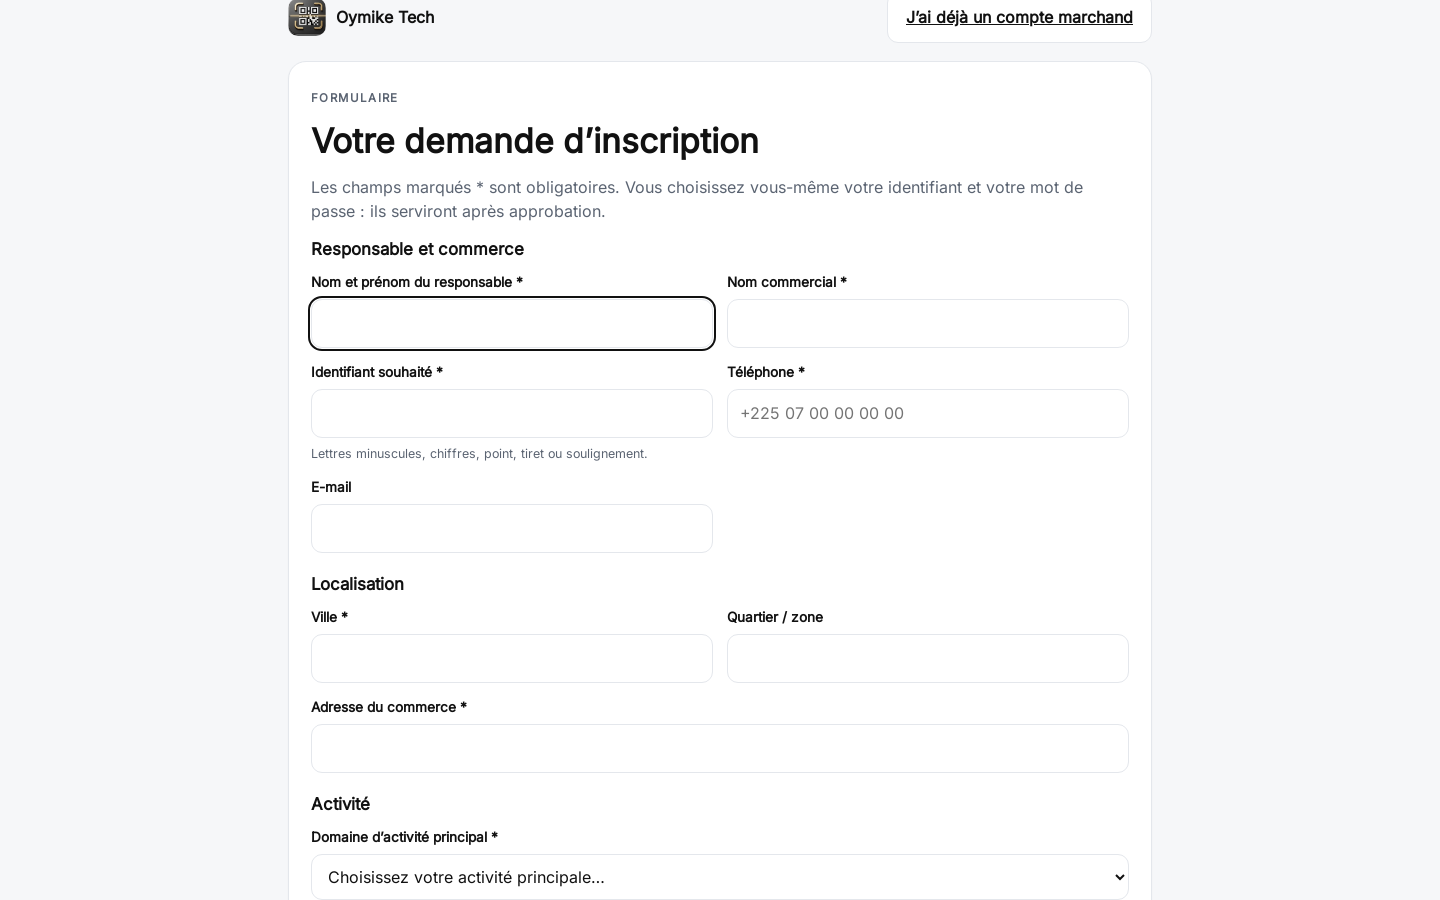 Oymike Tech
J’ai déjà un compte marchand
FORMULAIRE
Votre demande d’inscription
Les champs marqués * sont obligatoires. Vous choisissez vous-même votre identifiant et votre mot de
passe : ils serviront après approbation.
Responsable et commerce
Nom et prénom du responsable *
Nom commercial *
Identifiant souhaité *
Téléphone *
+225 07 00 00 00 00
Lettres minuscules, chiffres, point, tiret ou soulignement.
E-mail
Localisation
Ville *
Quartier / zone
Adresse du commerce *
Activité
Domaine d’activité principal *
Choisissez votre activité principale…